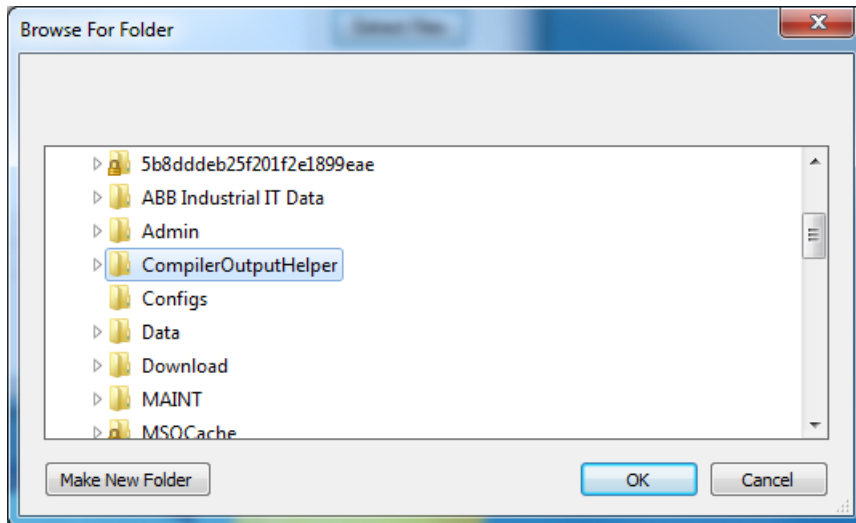 Browse For Folder
5b8dddeb25f201f2e1899eae
ABB Industrial IT Data
Admin
CompilerOutputHelper
Configs
Data
Download
MAINT
MSOCache
Make New Folder
OK
Cancel